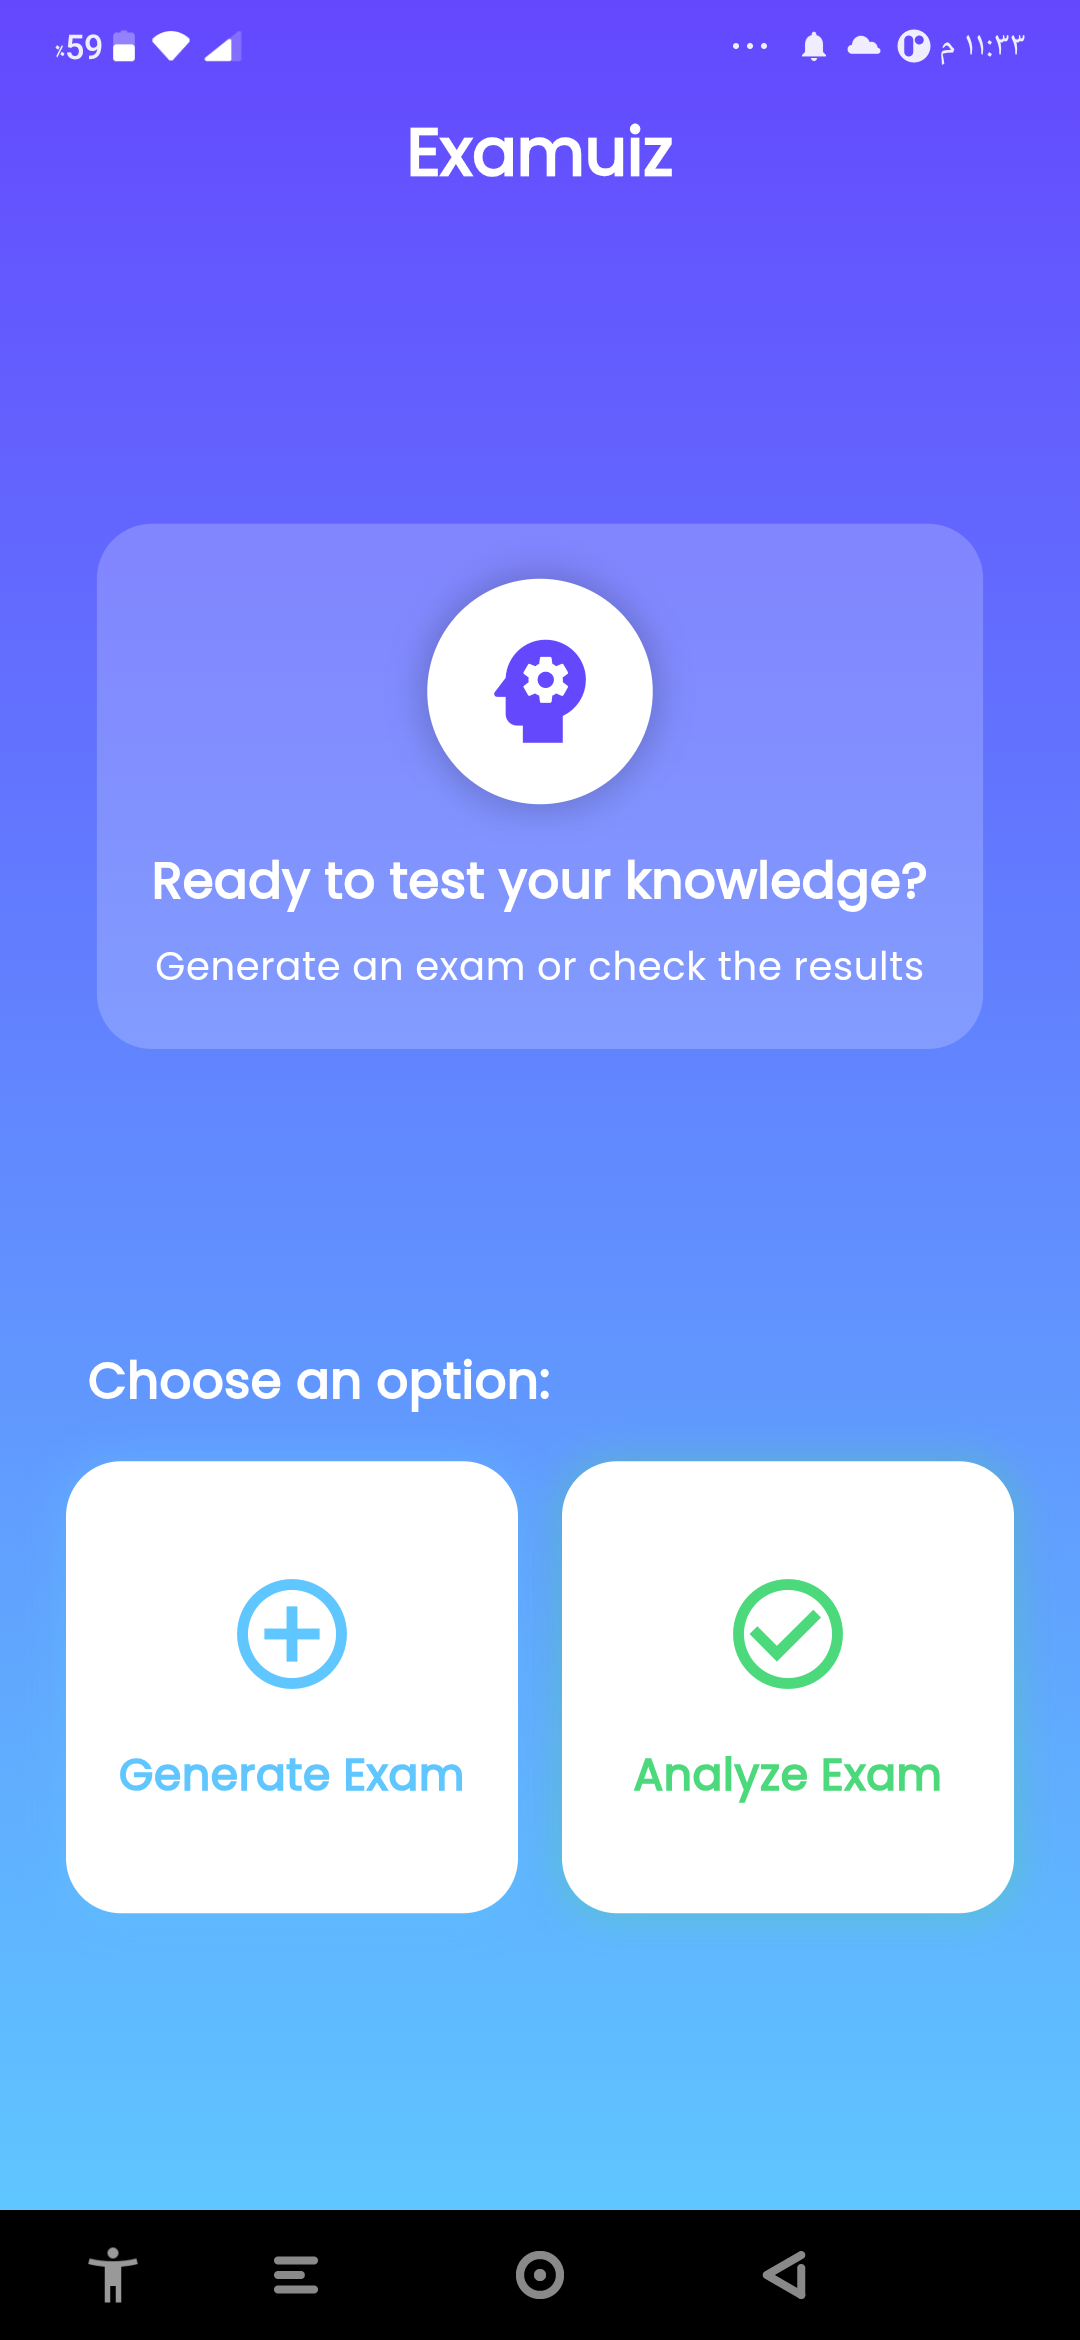 ٪59
م ١١:٣٣
Examuiz
Ready to test your knowledge?
Generate an exam or check the results
Choose an option:
Generate Exam
Analyze Exam